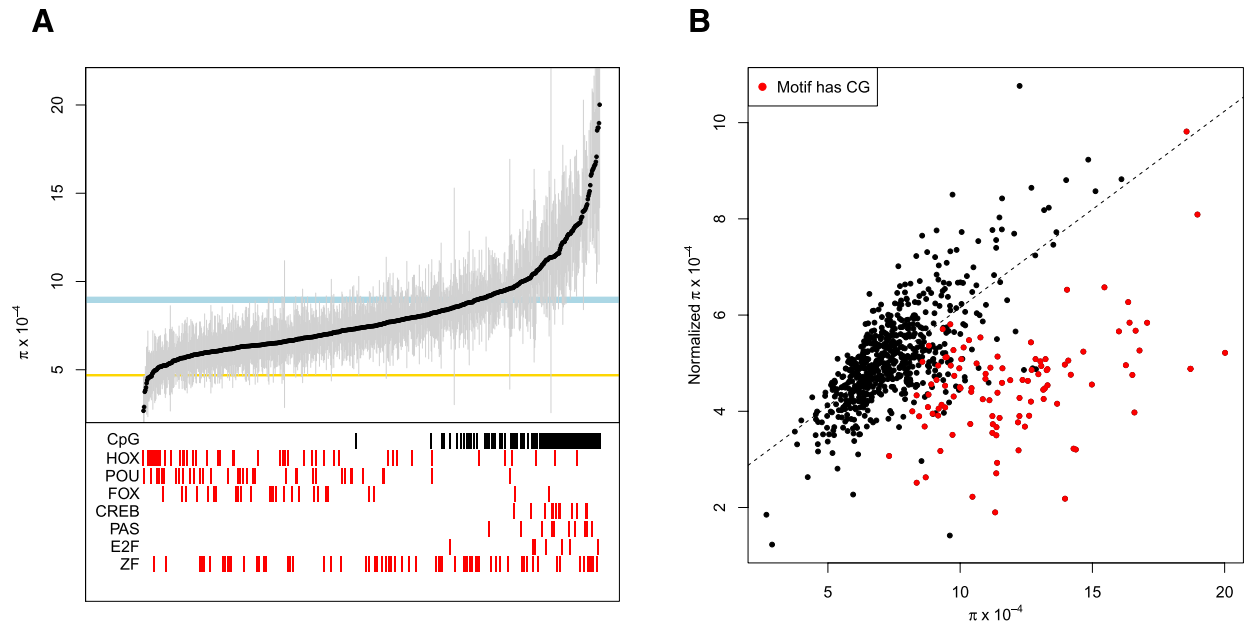 A
20
15
10
5
π x 10⁻⁴
CpG
HOX
POU
FOX
CREB
PAS
E2F
ZF
B
Motif has CG
10
8
6
4
2
Normalized π x 10⁻⁴
5 10 15 20
π x 10⁻⁴